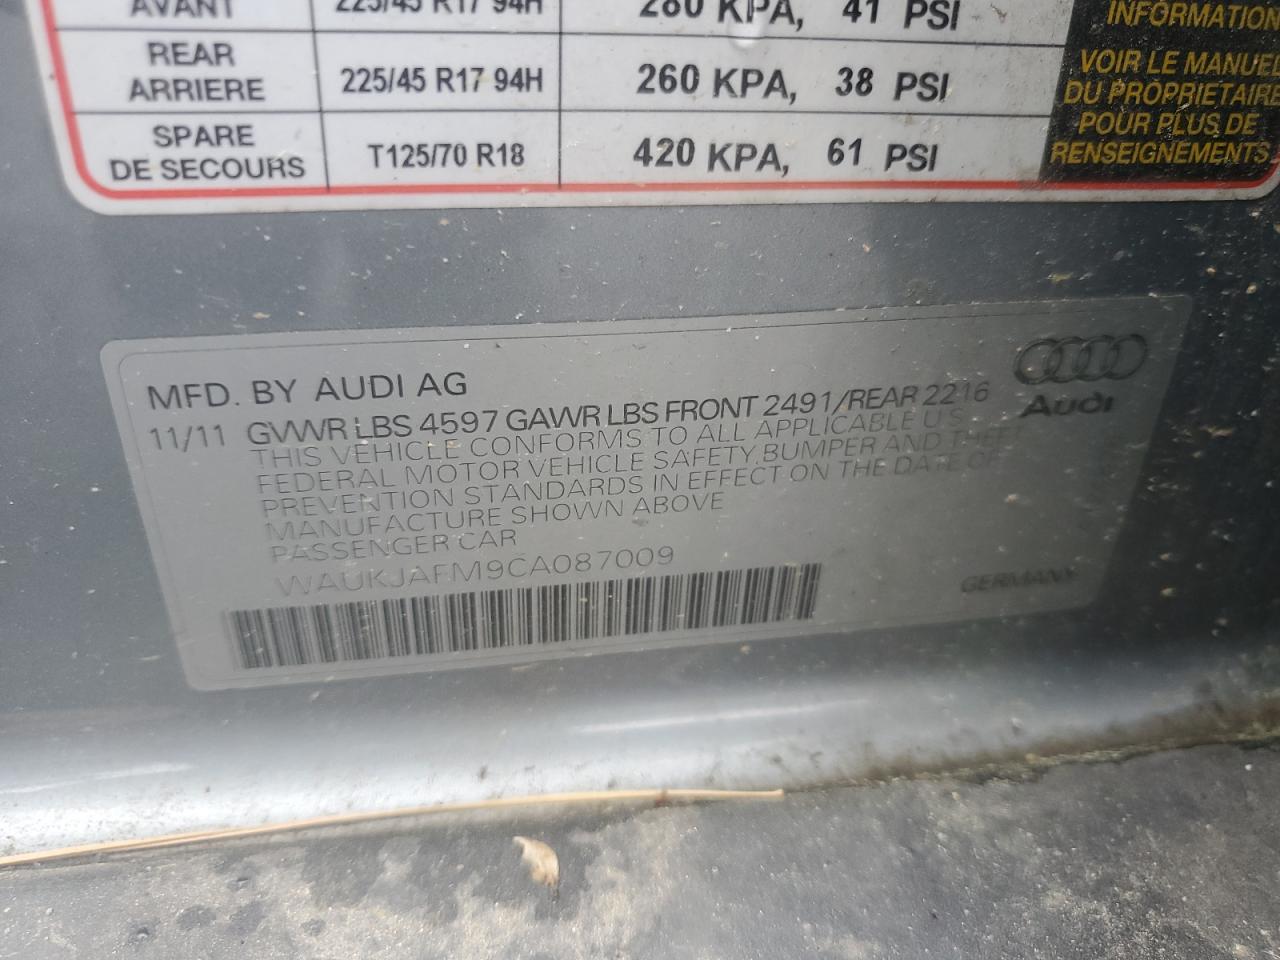 AVANT 225/45 R17 94H 280 KPA, 41 PSI
INFORMATION
REAR
ARRIERE 225/45 R17 94H 260 KPA, 38 PSI
SPARE
DE SECOURS T125/70 R18 420 KPA, 61 PSI
VOIR LE MANUEL
DU PROPRIETAIRE
POUR PLUS DE
RENSEIGNEMENTS
MFD. BY AUDI AG
11/11 GVWR LBS 4597 GAWR LBS FRONT 2491/REAR 2216
THIS VEHICLE CONFORMS TO ALL APPLICABLE U.S.
FEDERAL MOTOR VEHICLE SAFETY, BUMPER AND THEFT
PREVENTION STANDARDS IN EFFECT ON THE DATE OF
MANUFACTURE SHOWN ABOVE
PASSENGER CAR
WAUKJAFM9CA087009
Audi
GERMANY